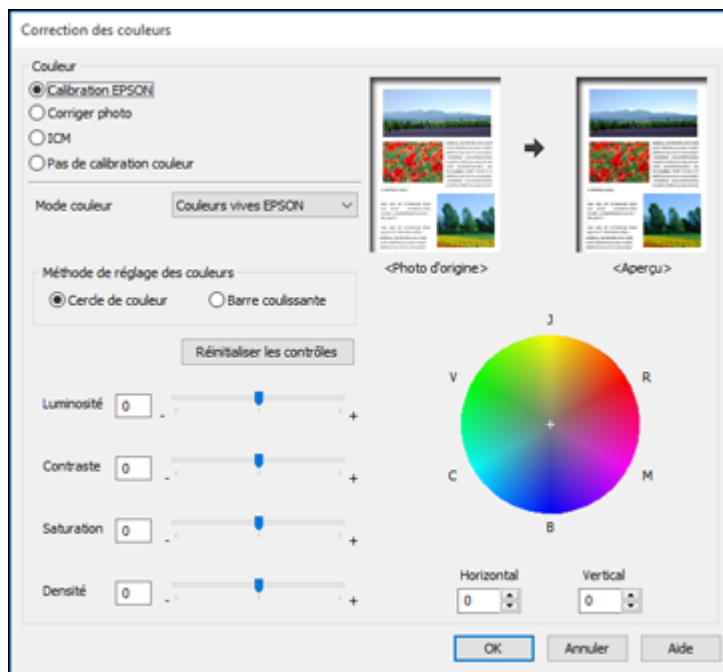 Correction des couleurs
Couleur
Calibration EPSON
Corriger photo
ICM
Pas de calibration couleur
Mode couleur
Couleurs vives EPSON
<Photo d'origine>
<Aperçu>
Méthode de réglage des couleurs
Cercle de couleur
Barre coulissante
Réinitialiser les contrôles
J
V
R
C
M
B
Luminosité 0 - +
Contraste 0 - +
Saturation 0 - +
Densité 0 - +
Horizontal
Vertical
0
0
OK
Annuler
Aide